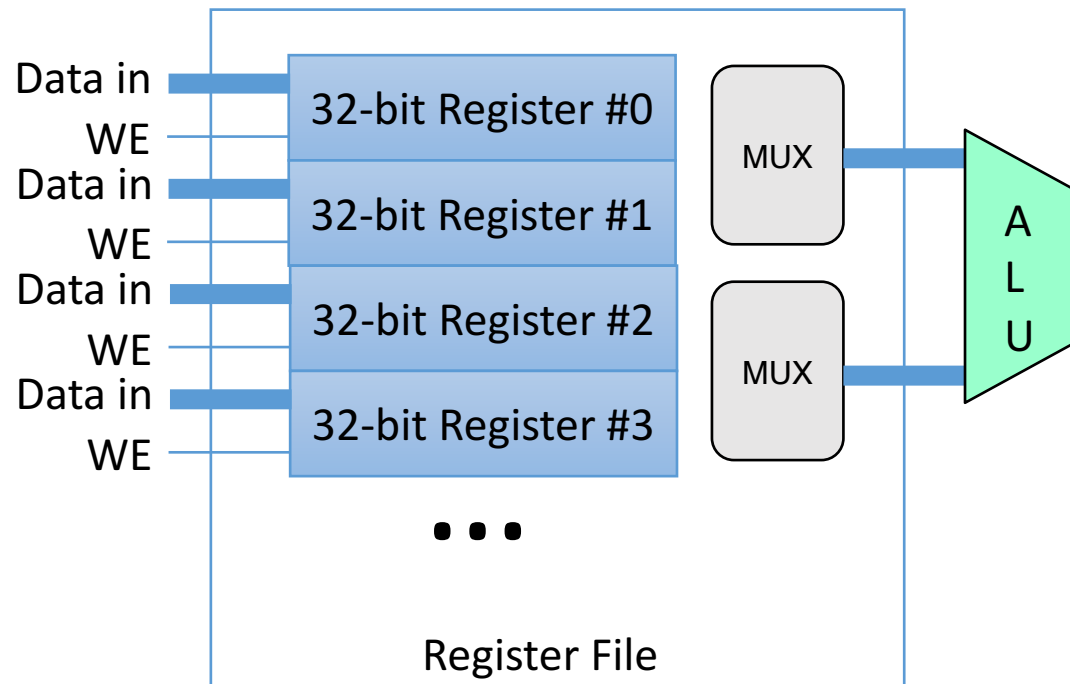 Data in
32-bit Register #0
WE
Data in
32-bit Register #1
WE
Data in
32-bit Register #2
WE
Data in
32-bit Register #3
WE
...
MUX
MUX
A
L
U
Register File